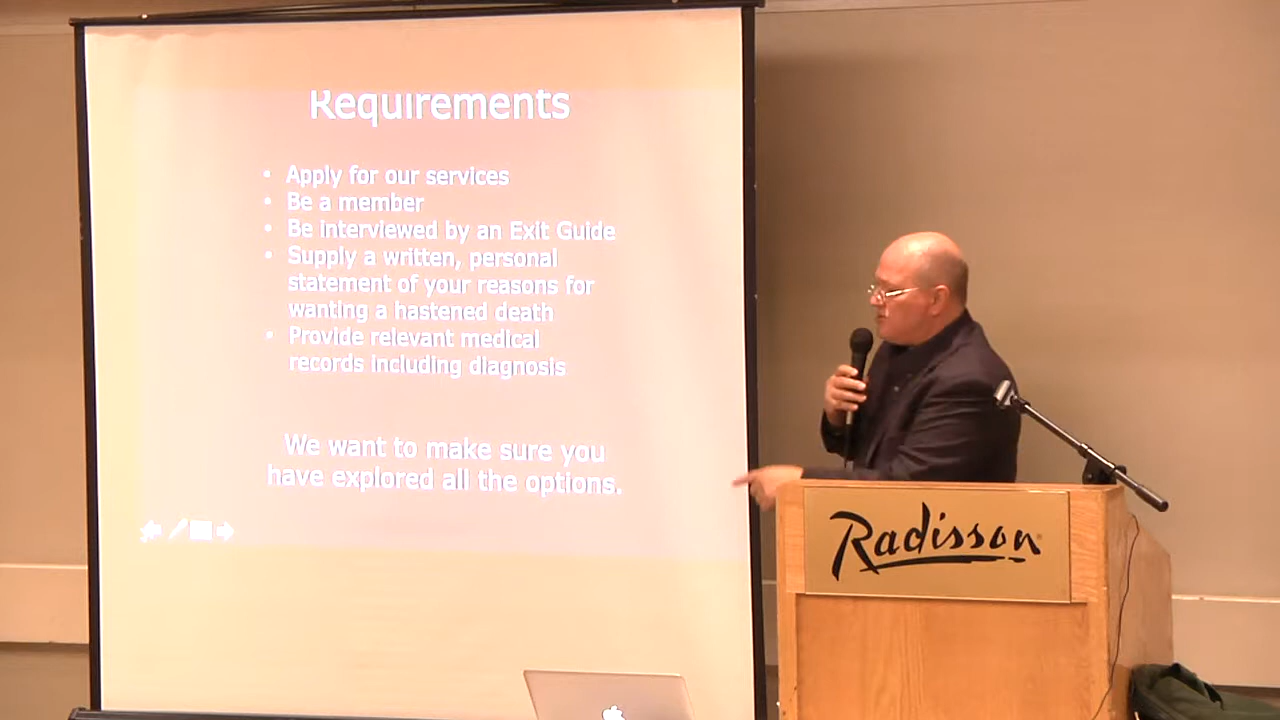 Requirements
• Apply for our services
• Be a member
• Be interviewed by an Exit Guide
• Supply a written, personal
statement of your reasons for
wanting a hastened death
• Provide relevant medical
records including diagnosis
We want to make sure you
have explored all the options.
Radisson